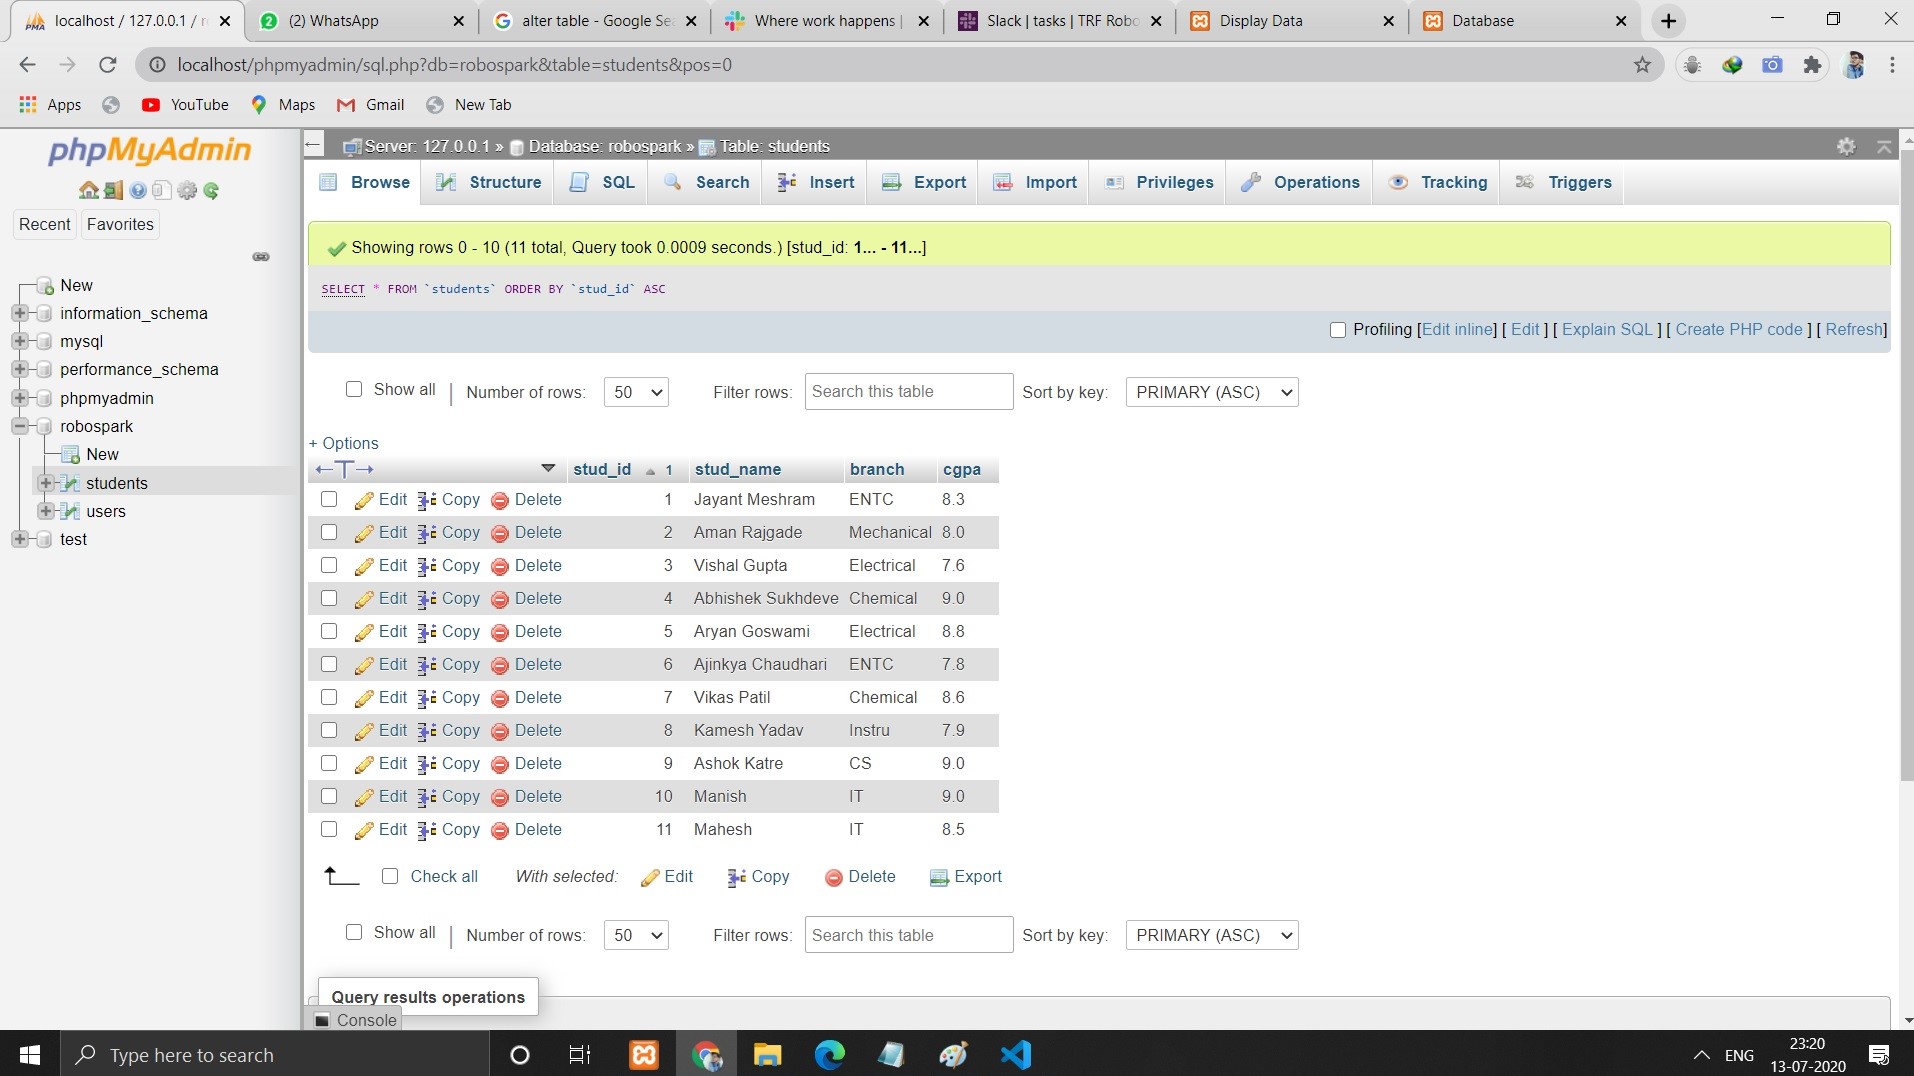 localhost / 127.0.0.1 / r
(2) WhatsApp
alter table - Google Se
Where work happens |
Slack | tasks | TRF Robo
Display Data
Database
localhost/phpmyadmin/sql.php?db=robospark&table=students&pos=0
Apps
YouTube
Maps
Gmail
New Tab
phpMyAdmin
Recent
Favorites
New
information_schema
mysql
performance_schema
phpmyadmin
robospark
New
students
users
test
Server: 127.0.0.1 » Database: robospark » Table: students
Browse Structure SQL Search Insert Export Import Privileges Operations Tracking Triggers
Showing rows 0 - 10 (11 total, Query took 0.0009 seconds.) [stud_id: 1... - 11...]
SELECT * FROM `students` ORDER BY `stud_id` ASC
Profiling [Edit inline] [ Edit ] [ Explain SQL ] [ Create PHP code ] [ Refresh]
Show all | Number of rows: 50 Filter rows: Search this table Sort by key: PRIMARY (ASC)
+ Options
←T→ stud_id 1 stud_name branch cgpa
Edit Copy Delete 1 Jayant Meshram ENTC 8.3
Edit Copy Delete 2 Aman Rajgade Mechanical 8.0
Edit Copy Delete 3 Vishal Gupta Electrical 7.6
Edit Copy Delete 4 Abhishek Sukhdeve Chemical 9.0
Edit Copy Delete 5 Aryan Goswami Electrical 8.8
Edit Copy Delete 6 Ajinkya Chaudhari ENTC 7.8
Edit Copy Delete 7 Vikas Patil Chemical 8.6
Edit Copy Delete 8 Kamesh Yadav Instru 7.9
Edit Copy Delete 9 Ashok Katre CS 9.0
Edit Copy Delete 10 Manish IT 9.0
Edit Copy Delete 11 Mahesh IT 8.5
Check all With selected: Edit Copy Delete Export
Show all | Number of rows: 50 Filter rows: Search this table Sort by key: PRIMARY (ASC)
Query results operations
Console
Type here to search
ENG
23:20
13-07-2020